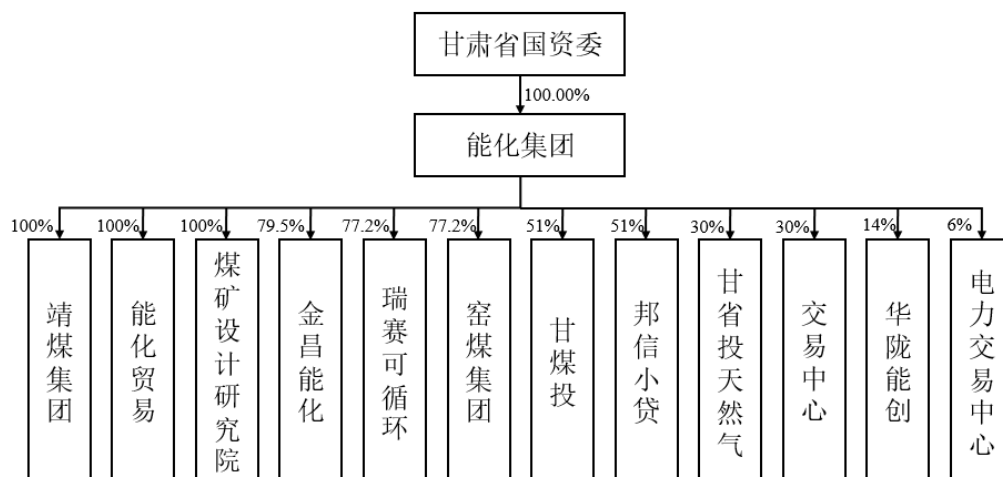 甘肃省国资委
100.00%
能化集团
100%
100%
100%
79.5%
77.2%
77.2%
51%
51%
30%
30%
14%
6%
靖煤集团
能化贸易
煤矿设计研究院
金昌能化
瑞赛可循环
窑煤集团
甘煤投
邦信小贷
甘省投天然气
交易中心
华陇能创
电力交易中心